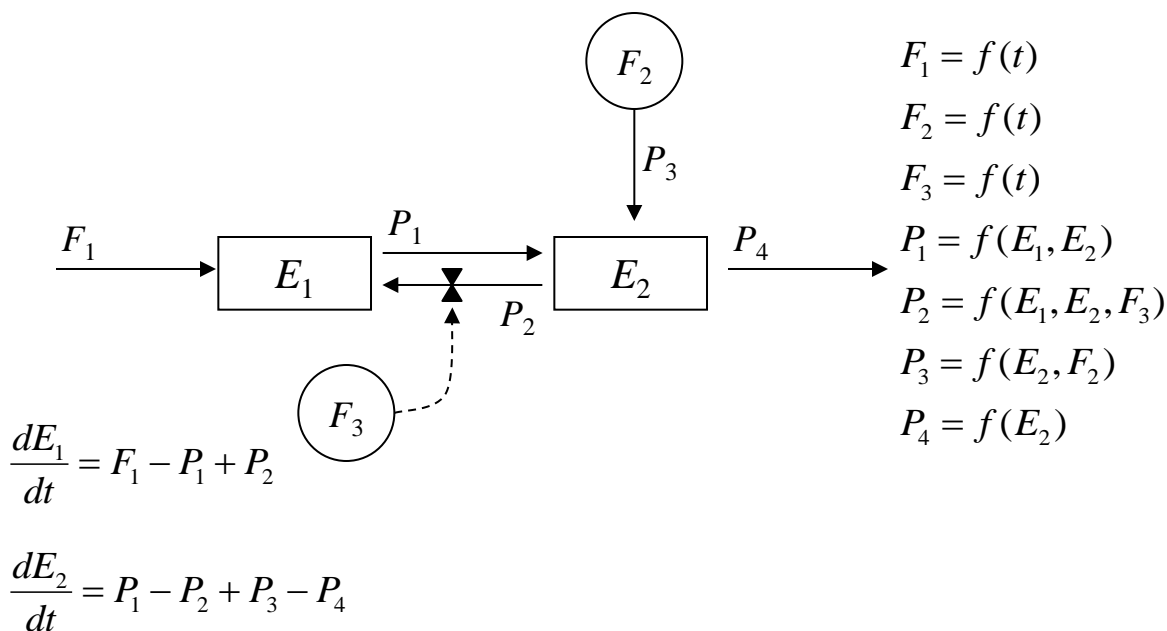 F₂
P₃
F₁
P₁
P₄
E₁
E₂
P₂
F₃
F₁ = f(t)
F₂ = f(t)
F₃ = f(t)
P₁ = f(E₁, E₂)
P₂ = f(E₁, E₂, F₃)
P₃ = f(E₂, F₂)
P₄ = f(E₂)
dE₁/dt = F₁ − P₁ + P₂
dE₂/dt = P₁ − P₂ + P₃ − P₄